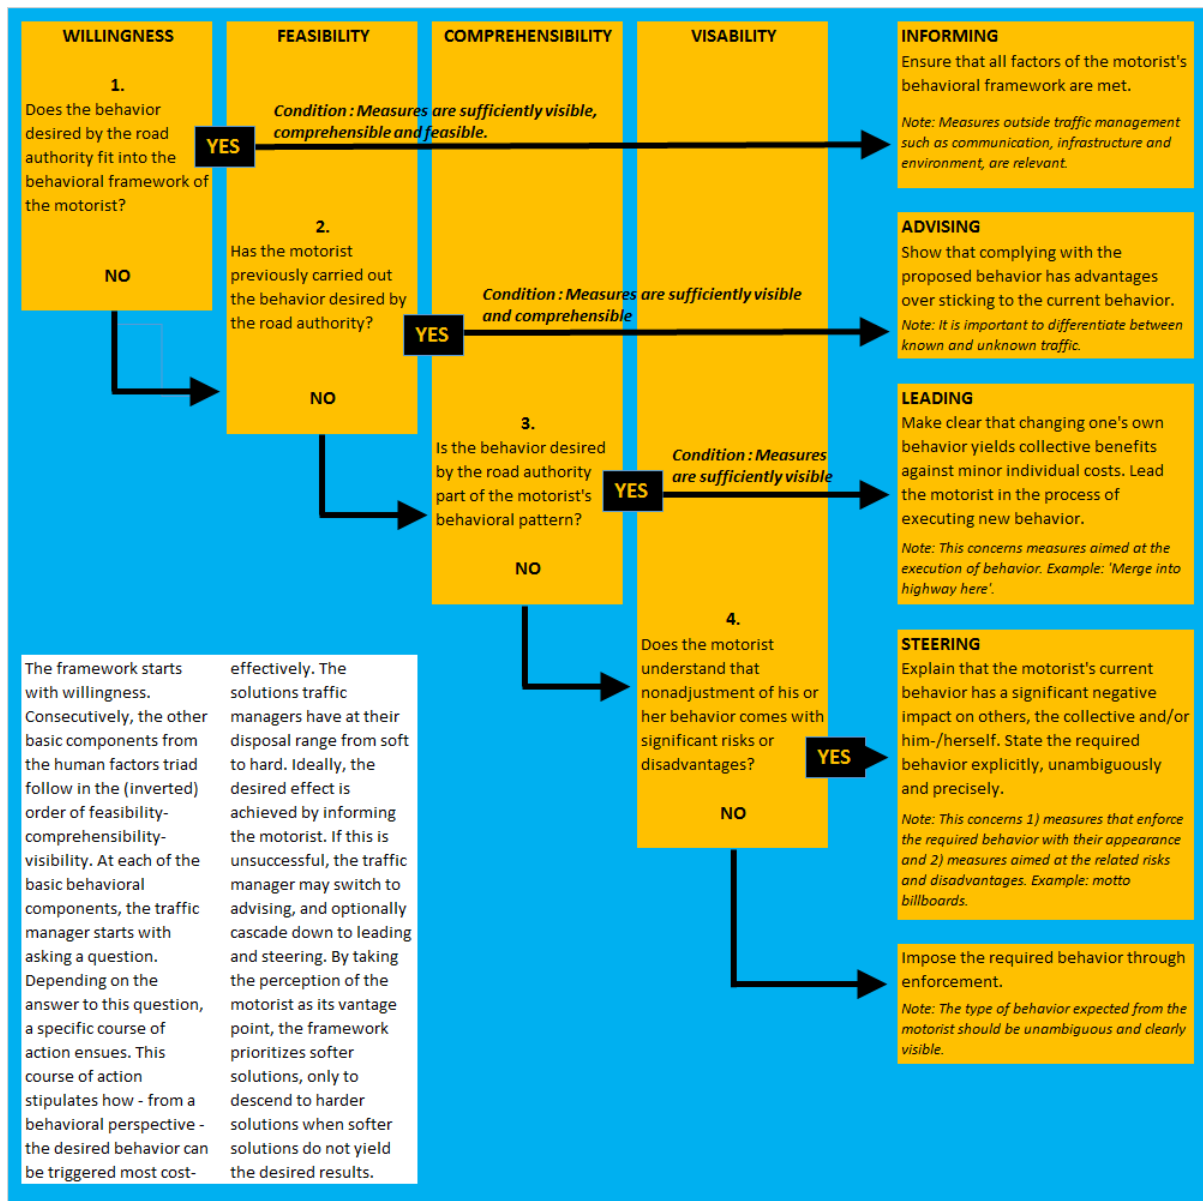 WILLINGNESS
1.
Does the behavior
desired by the road
authority fit into the
behavioral framework of
the motorist?
NO
YES
Condition : Measures are sufficiently visible,
comprehensible and feasible.
FEASIBILITY
2.
Has the motorist
previously carried out
the behavior desired by
the road authority?
NO
YES
Condition : Measures are sufficiently visible
and comprehensible
COMPREHENSIBILITY
3.
Is the behavior desired
by the road authority
part of the motorist's
behavioral pattern?
NO
YES
Condition : Measures
are sufficiently visible
VISABILITY
4.
Does the motorist
understand that
nonadjustment of his or
her behavior comes with
significant risks or
disadvantages?
NO
YES
INFORMING
Ensure that all factors of the motorist's
behavioral framework are met.
Note: Measures outside traffic management
such as communication, infrastructure and
environment, are relevant.
ADVISING
Show that complying with the
proposed behavior has advantages
over sticking to the current behavior.
Note: It is important to differentiate between
known and unknown traffic.
LEADING
Make clear that changing one's own
behavior yields collective benefits
against minor individual costs. Lead
the motorist in the process of
executing new behavior.
Note: This concerns measures aimed at the
execution of behavior. Example: 'Merge into
highway here'.
STEERING
Explain that the motorist's current
behavior has a significant negative
impact on others, the collective and/or
him-/herself. State the required
behavior explicitly, unambiguously
and precisely.
Note: This concerns 1) measures that enforce
the required behavior with their appearance
and 2) measures aimed at the related risks
and disadvantages. Example: motto
billboards.
Impose the required behavior through
enforcement.
Note: The type of behavior expected from the
motorist should be unambiguous and clearly
visible.
The framework starts
with willingness.
Consecutively, the other
basic components from
the human factors triad
follow in the (inverted)
order of feasibility-
comprehensibility-
visibility. At each of the
basic behavioral
components, the traffic
manager starts with
asking a question.
Depending on the
answer to this question,
a specific course of
action ensues. This
course of action
stipulates how - from a
behavioral perspective -
the desired behavior can
be triggered most cost-
effectively. The
solutions traffic
managers have at their
disposal range from soft
to hard. Ideally, the
desired effect is
achieved by informing
the motorist. If this is
unsuccessful, the traffic
manager may switch to
advising, and optionally
cascade down to leading
and steering. By taking
the perception of the
motorist as its vantage
point, the framework
prioritizes softer
solutions, only to
descend to harder
solutions when softer
solutions do not yield
the desired results.